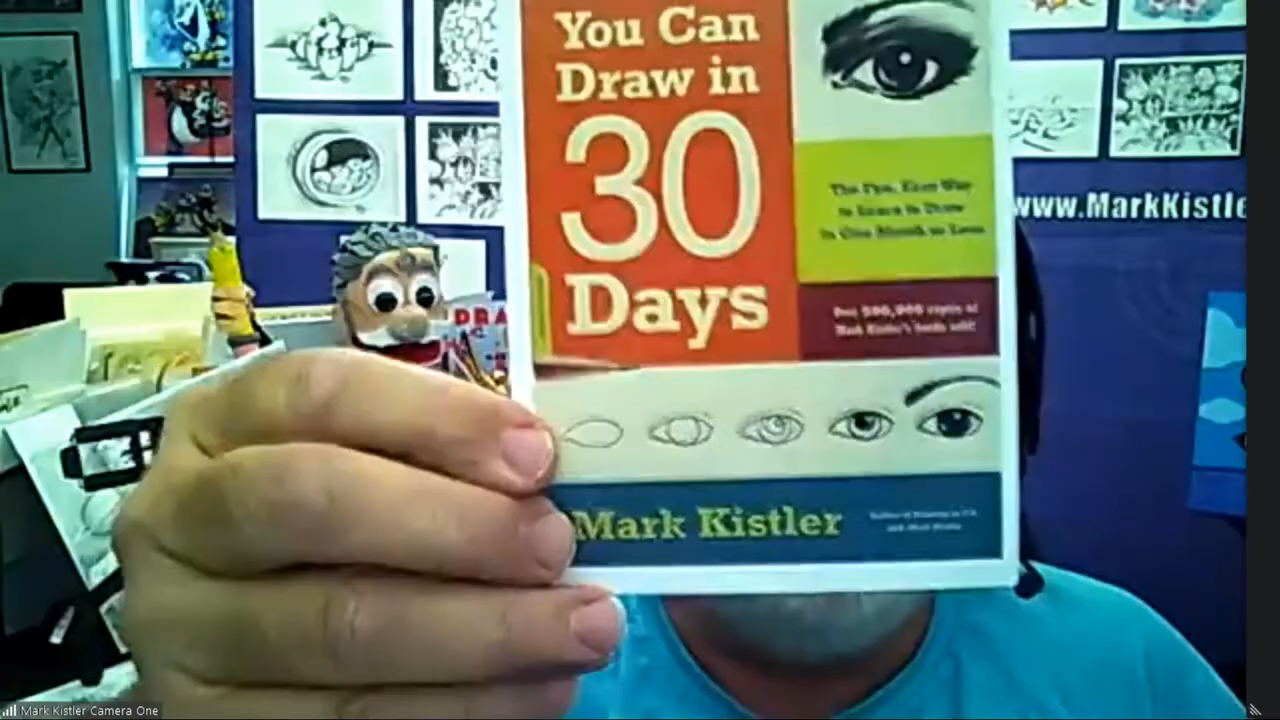 You Can
Draw in
30
Days
The Fun, Easy Way
to Learn to Draw
in One Month or Less
www.MarkKistle
Over 500,000 copies of
Mark Kistler's books sold!
DRA
Mark Kistler
Mark Kistler Camera One